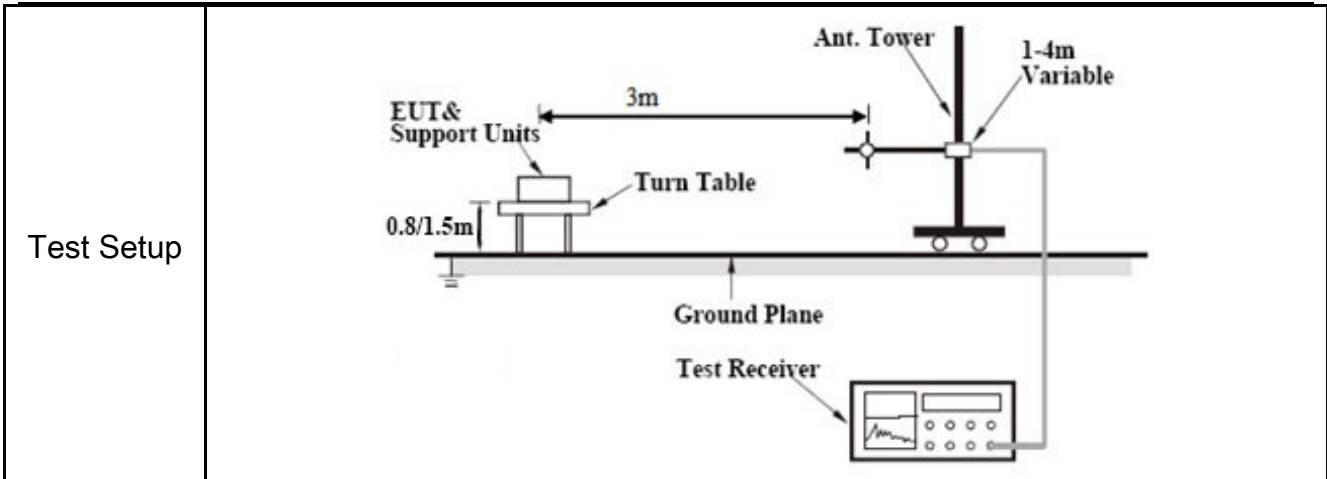 Test Setup
Ant. Tower
1-4m
Variable
3m
EUT&
Support Units
Turn Table
0.8/1.5m
Ground Plane
Test Receiver